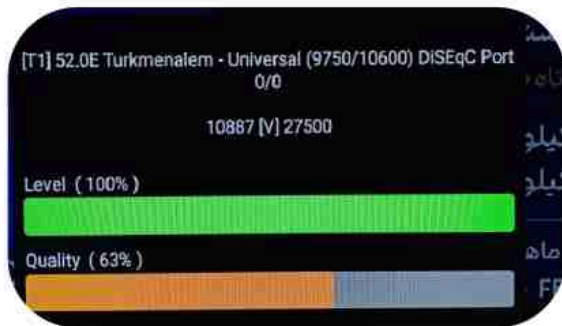 [T1] 52.0E Turkmenalem - Universal (9750/10600) DiSEqC Port
0/0
10887 [V] 27500
Level ( 100% )
Quality ( 63% )